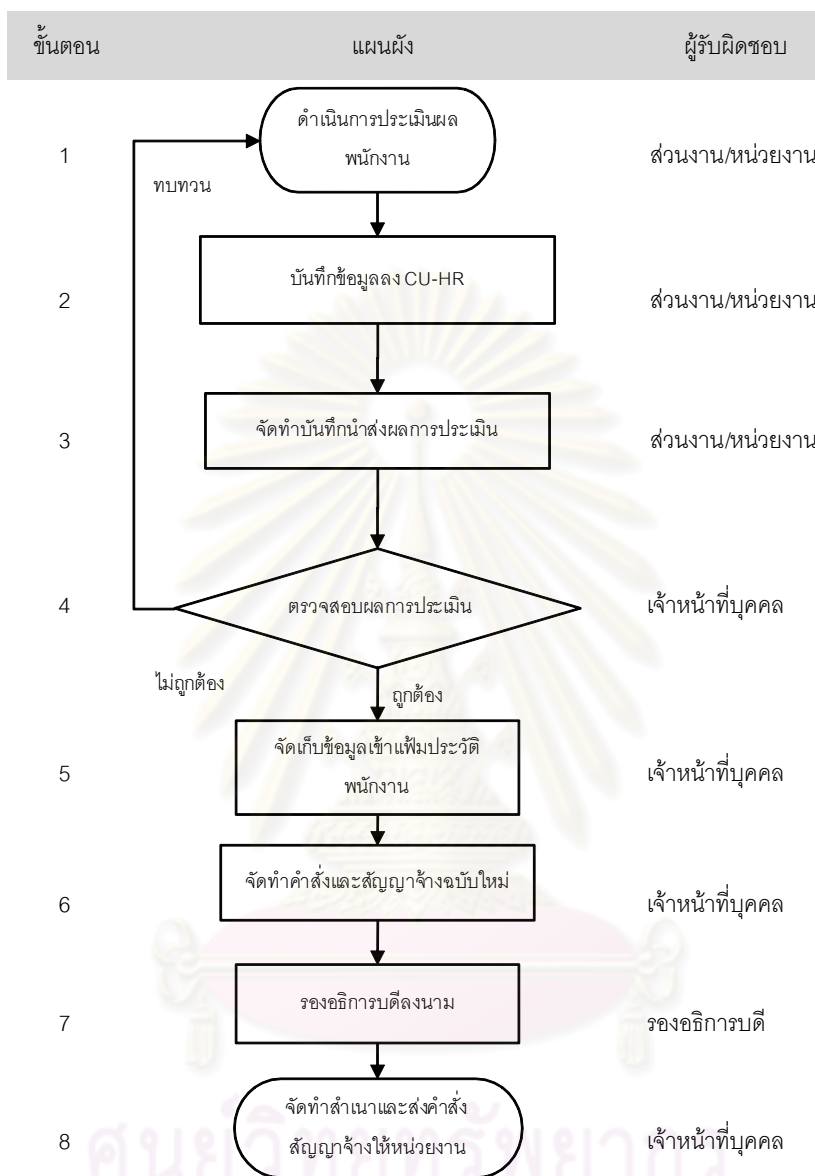 ขั้นตอน แผนผัง ผู้รับผิดชอบ
ดำเนินการประเมินผล
พนักงาน
1 ส่วนงาน/หน่วยงาน
ทบทวน
บันทึกข้อมูลลง CU-HR
2 ส่วนงาน/หน่วยงาน
จัดทำบันทึกนำส่งผลการประเมิน
3 ส่วนงาน/หน่วยงาน
4 ตรวจสอบผลการประเมิน เจ้าหน้าที่บุคคล
ไม่ถูกต้อง ถูกต้อง
จัดเก็บข้อมูลเข้าแฟ้มประวัติ
พนักงาน
5 เจ้าหน้าที่บุคคล
จัดทำคำสั่งและสัญญาจ้างฉบับใหม่
6 เจ้าหน้าที่บุคคล
รองอธิการบดีลงนาม
7 รองอธิการบดี
จัดทำสำเนาและส่งคำสั่ง
สัญญาจ้างให้หน่วยงาน
8 เจ้าหน้าที่บุคคล
ศูนย์วิทยทรัพยากร